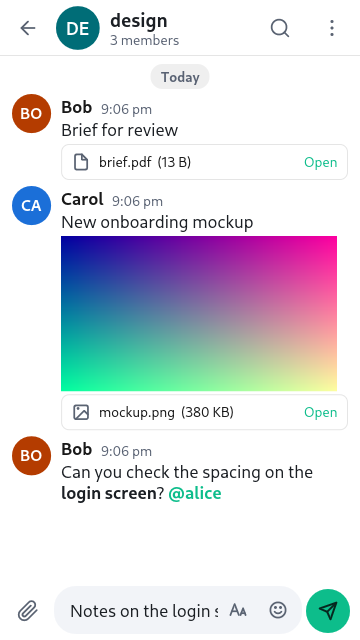 DE
design
3 members
Today
BO
Bob 9:06 pm
Brief for review
brief.pdf (13 B) Open
CA
Carol 9:06 pm
New onboarding mockup
mockup.png (380 KB) Open
BO
Bob 9:06 pm
Can you check the spacing on the
login screen? @alice
Notes on the login